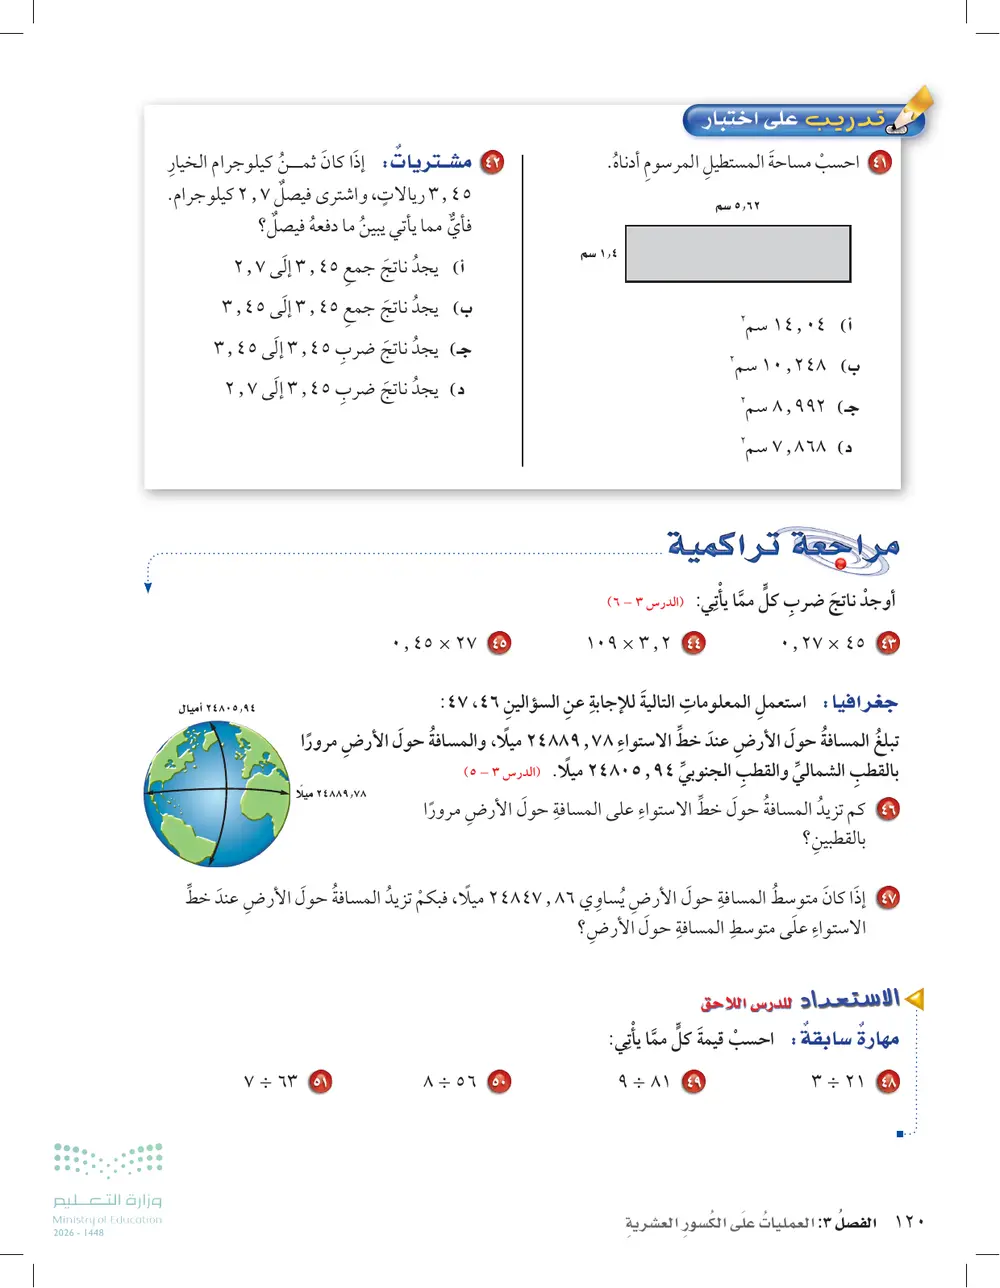 تدريب على اختبار
٤١ احسبْ مساحةَ المستطيلِ المرسومِ أدناهُ.
٥٫٦٢ سم
١٫٤ سم
أ) ١٤,٠٤ سم٢
ب) ١٠,٢٤٨ سم٢
جـ) ٨,٩٩٢ سم٢
د) ٧,٨٦٨ سم٢
٤٢ مشـتريـاتٌ: إذَا كانَ ثمـــنُ كيلوجرام الخيارِ
٣,٤٥ ريالاتٍ، واشترى فيصلٌ ٢,٧ كيلوجرام.
فأيٌّ مما يأتي يبينُ ما دفعهُ فيصلٌ؟
أ) يجدُ ناتجَ جمعِ ٣,٤٥ إلَى ٢,٧
ب) يجدُ ناتجَ جمعِ ٣,٤٥ إلَى ٣,٤٥
جـ) يجدُ ناتجَ ضربِ ٣,٤٥ إلَى ٣,٤٥
د) يجدُ ناتجَ ضربِ ٣,٤٥ إلَى ٢,٧
مراجعة تراكمية
أوجدْ ناتجَ ضربِ كلٍّ ممَّا يأْتِي: (الدرس ٣ – ٦)
٤٣ ٤٥ × ٠,٢٧ ٤٤ ٣,٢ × ١٠٩ ٤٥ ٢٧ × ٠,٤٥
جغرافيا: استعملِ المعلوماتِ التاليةَ للإجابةِ عنِ السؤالينِ ٤٦، ٤٧:
تبلغُ المسافةُ حولَ الأرضِ عندَ خطِّ الاستواءِ ٢٤٨٨٩,٧٨ ميلًا، والمسافةُ حولَ الأرضِ مرورًا
بالقطبِ الشماليِّ والقطبِ الجنوبيِّ ٢٤٨٠٥,٩٤ ميلًا. (الدرس ٣ – ٥)
٢٤٨٠٥٫٩٤ أميال
٢٤٨٨٩٫٧٨ ميلًا
٤٦ كم تزيدُ المسافةُ حولَ خطِّ الاستواءِ على المسافةِ حولَ الأرضِ مرورًا
بالقطبينِ؟
٤٧ إذَا كانَ متوسطُ المسافةِ حولَ الأرضِ يُساوِي ٢٤٨٤٧,٨٦ ميلًا، فبكمْ تزيدُ المسافةُ حولَ الأرضِ عندَ خطِّ
الاستواءِ علَى متوسطِ المسافةِ حولَ الأرضِ؟
الاستعداد للدرس اللاحق
مهارةٌ سابقةٌ: احسبْ قيمةَ كلٍّ ممَّا يأْتِي:
٤٨ ٢١ ÷ ٣ ٤٩ ٨١ ÷ ٩ ٥٠ ٥٦ ÷ ٨ ٥١ ٦٣ ÷ ٧
وزارة التعليم
Ministry of Education
2026 - 1448
١٢٠ الفصلُ ٣: العملياتُ علَى الكُسورِ العشريةِ